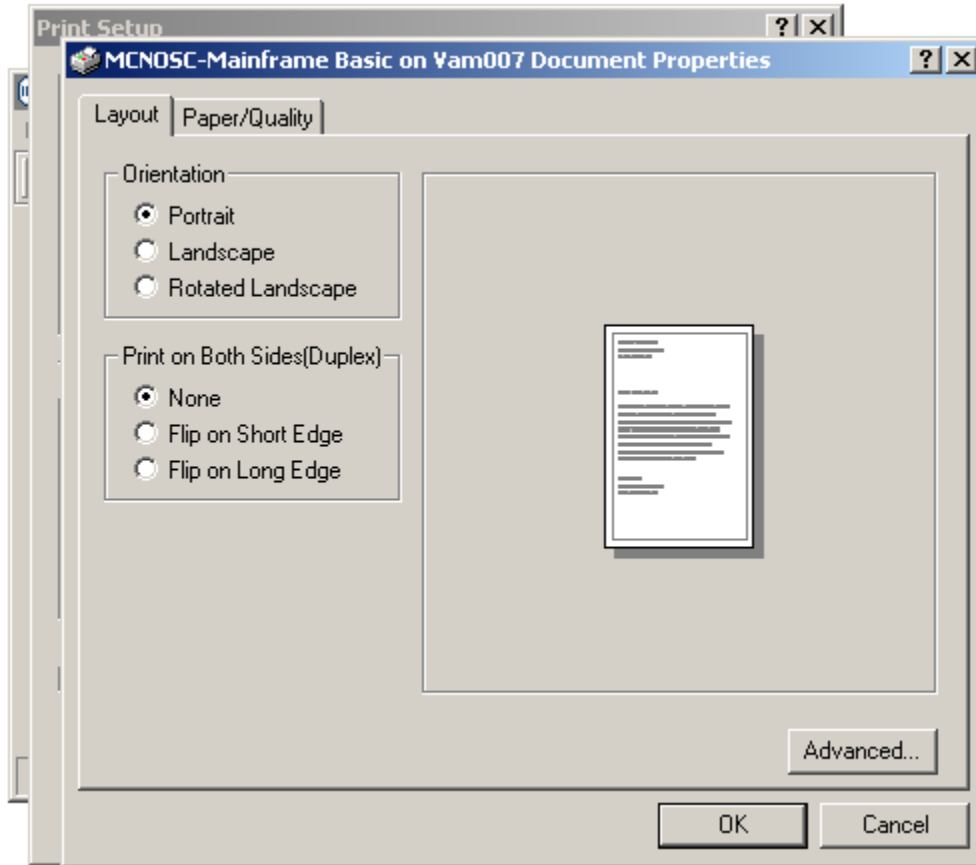 Print Setup
MCNOSC-Mainframe Basic on Vam007 Document Properties
Layout
Paper/Quality
Orientation
Portrait
Landscape
Rotated Landscape
Print on Both Sides(Duplex)
None
Flip on Short Edge
Flip on Long Edge
Advanced...
OK
Cancel